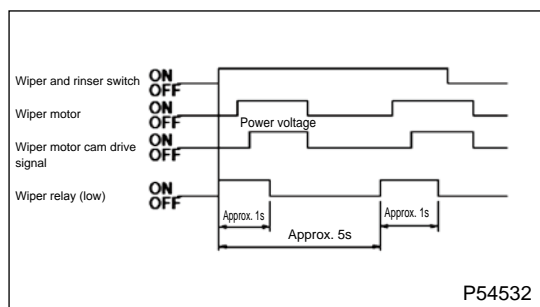 Wiper and rinser switch
ON
OFF
Wiper motor
ON
OFF
Power voltage
Wiper motor cam drive
signal
ON
OFF
Wiper relay (low)
ON
OFF
Approx. 1s
Approx. 1s
Approx. 5s
P54532